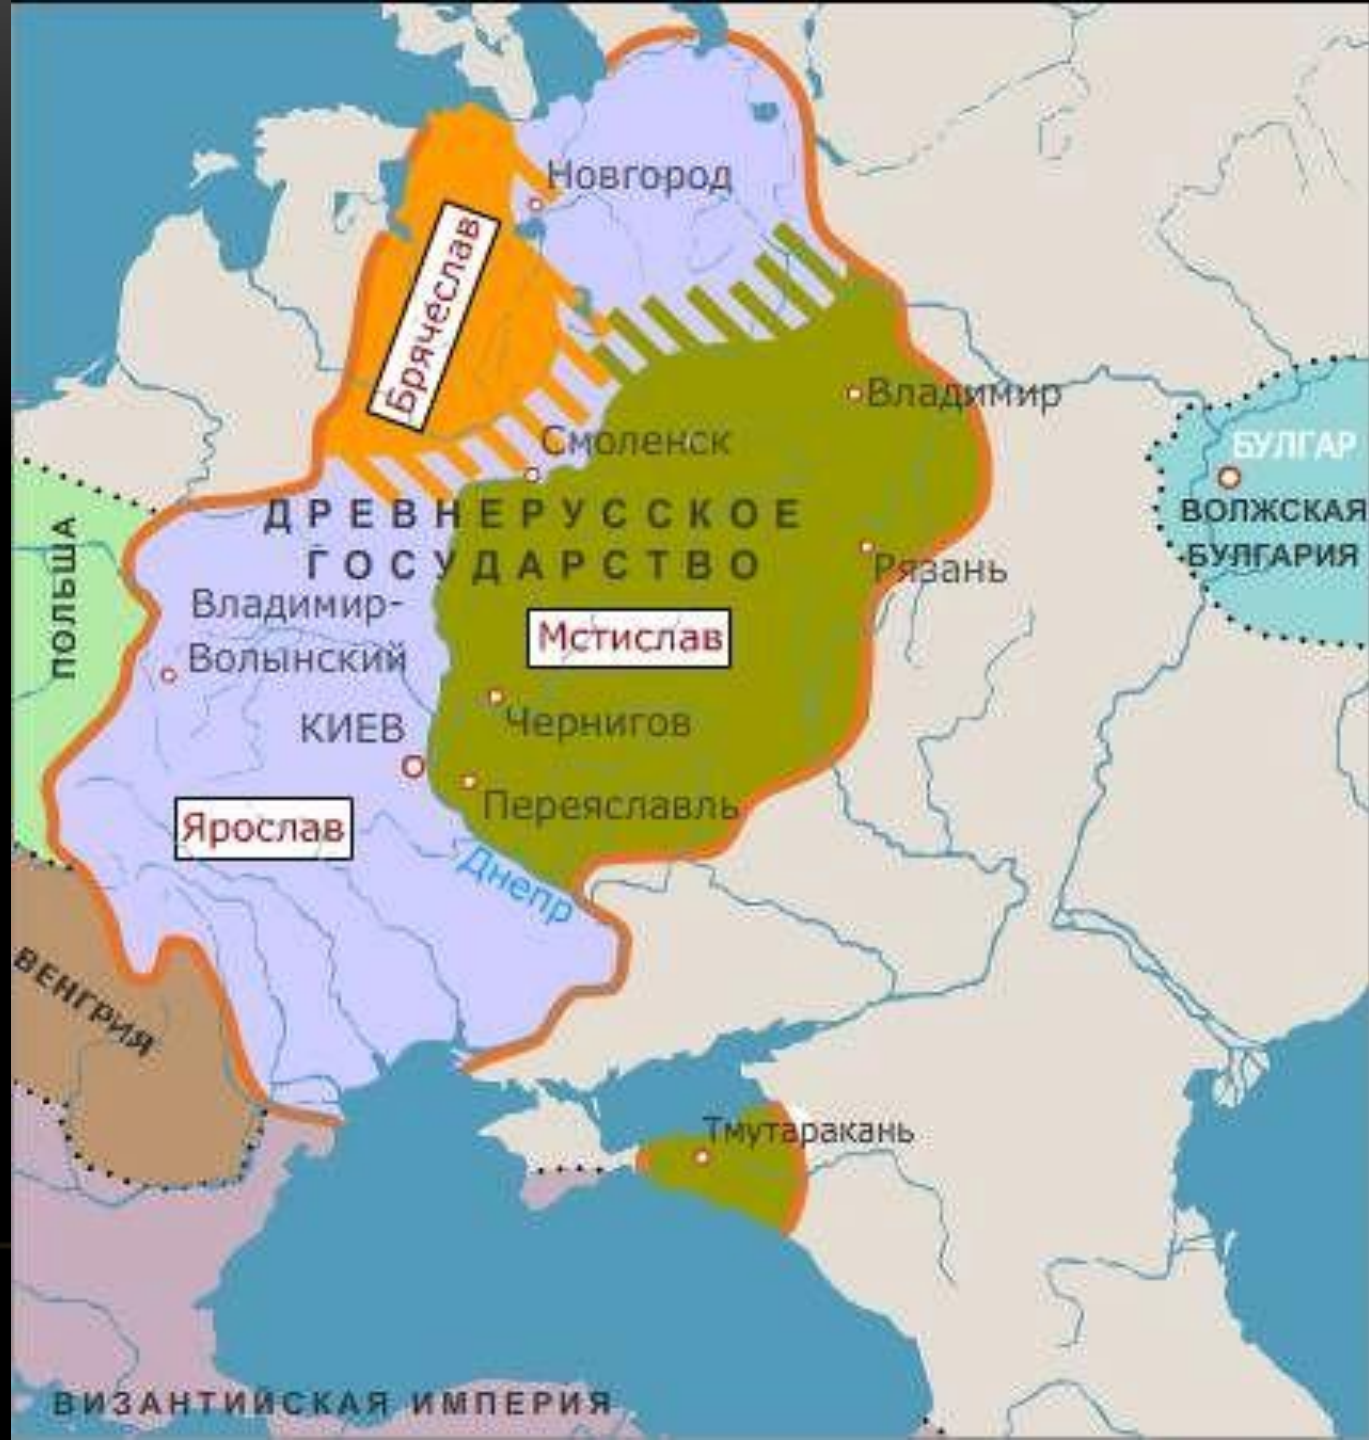 Новгород
Брячеслав
Владимир
Смоленск
БУЛГАР
ВОЛЖСКАЯ
БУЛГАРИЯ
ДРЕВНЕРУССКОЕ
ГОСУДАРСТВО
ПОЛЬША
Рязань
Владимир-
Волынский
Мстислав
Чернигов
КИЕВ
Переяславль
Ярослав
Днепр
ВЕНГРИЯ
Тмутаракань
ВИЗАНТИЙСКАЯ ИМПЕРИЯ